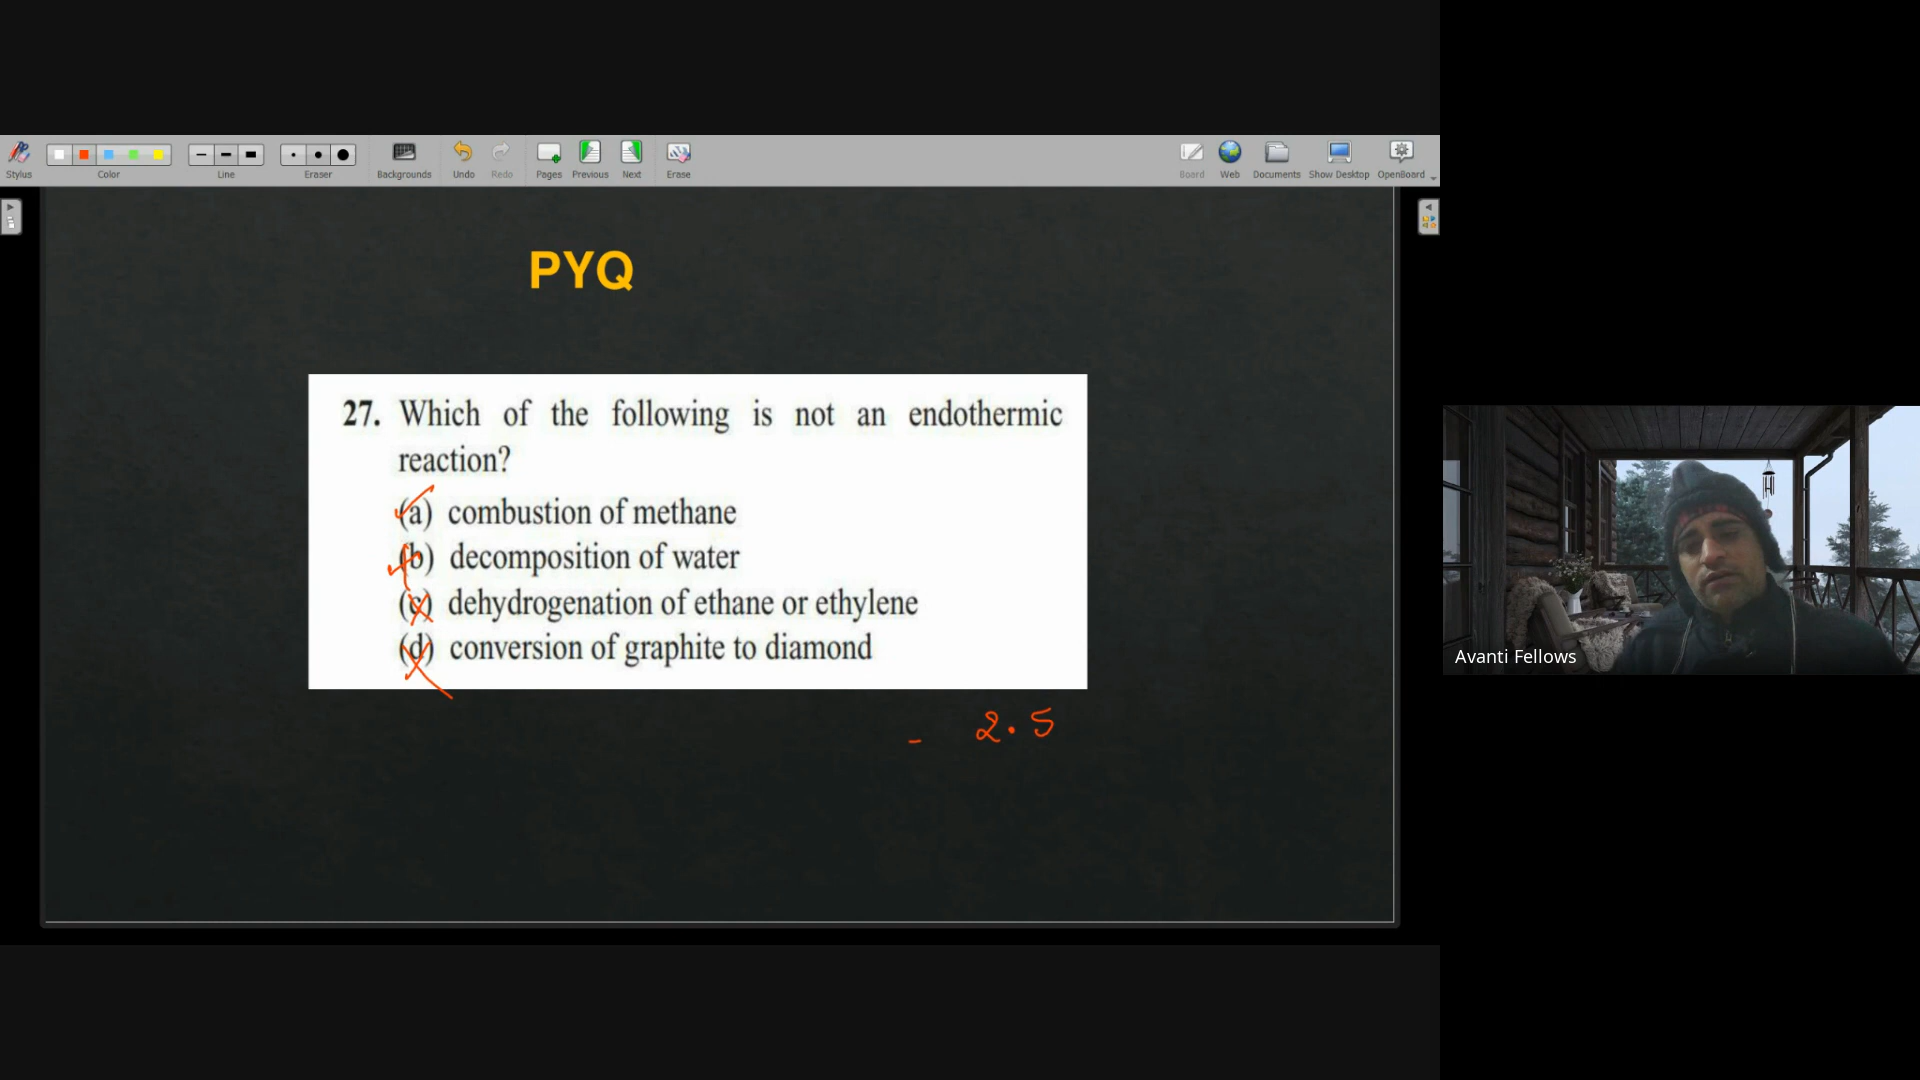 Stylus
Color
Line
Eraser
Backgrounds
Undo
Redo
Pages
Previous
Next
Erase
Board
Web
Documents
Show Desktop
OpenBoard
PYQ
27. Which of the following is not an endothermic
reaction?
(a) combustion of methane
(b) decomposition of water
(c) dehydrogenation of ethane or ethylene
(d) conversion of graphite to diamond
- 2.5
Avanti Fellows